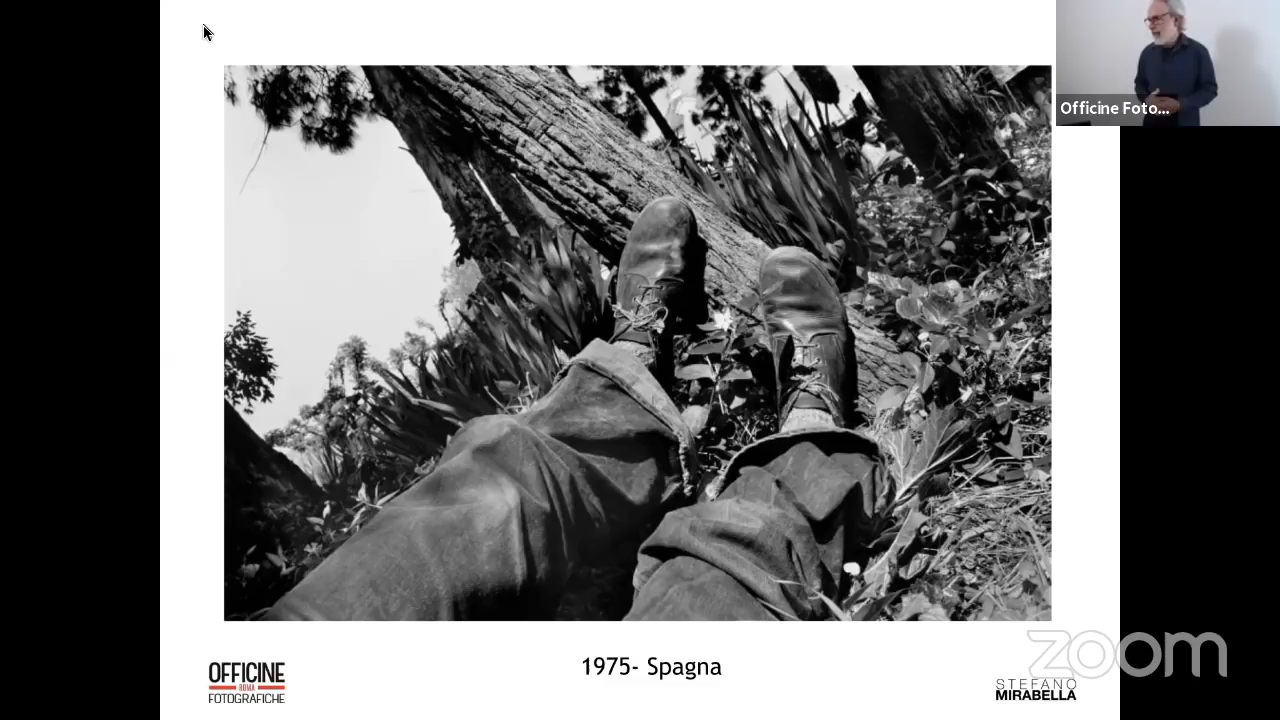 Officine Foto...
1975- Spagna
OFFICINE
ROMA
FOTOGRAFICHE
zoom
STEFANO
MIRABELLA